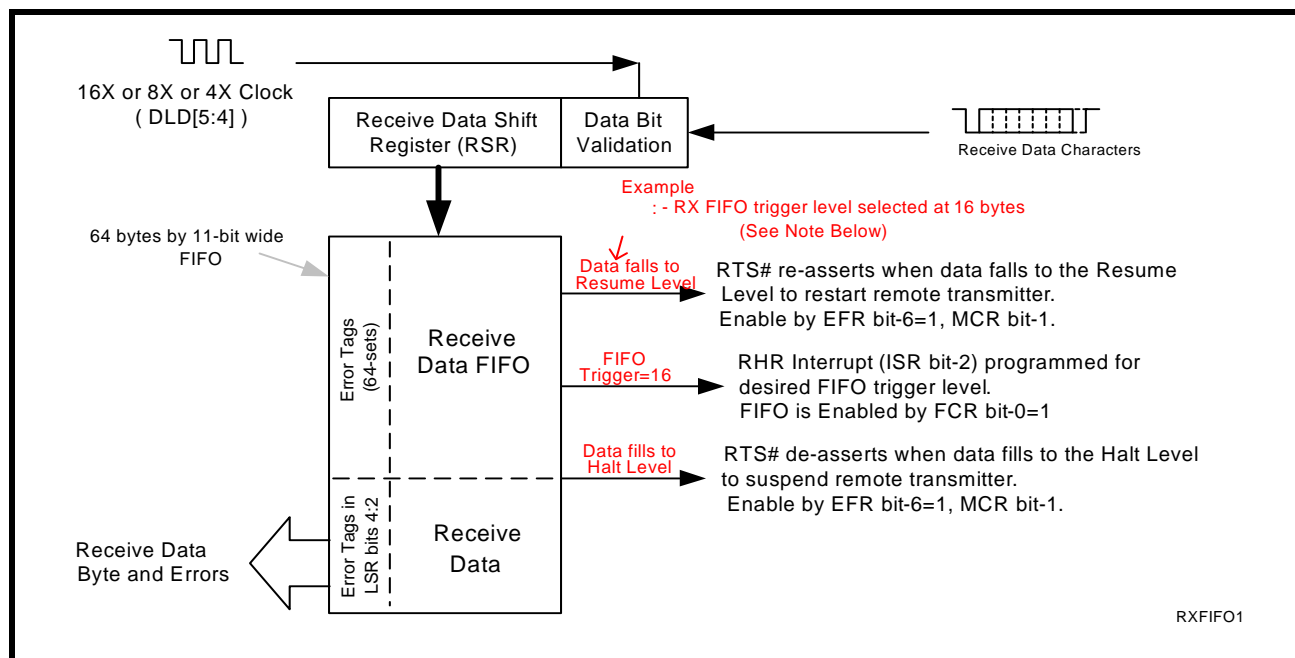 16X or 8X or 4X Clock
( DLD[5:4] )
Receive Data Shift
Register (RSR)
Data Bit
Validation
Receive Data Characters
Example
: - RX FIFO trigger level selected at 16 bytes
(See Note Below)
64 bytes by 11-bit wide
FIFO
Data falls to
Resume Level
RTS# re-asserts when data falls to the Resume
Level to restart remote transmitter.
Enable by EFR bit-6=1, MCR bit-1.
Error Tags
(64-sets)
Receive
Data FIFO
FIFO
Trigger=16
RHR Interrupt (ISR bit-2) programmed for
desired FIFO trigger level.
FIFO is Enabled by FCR bit-0=1
Data fills to
Halt Level
RTS# de-asserts when data fills to the Halt Level
to suspend remote transmitter.
Enable by EFR bit-6=1, MCR bit-1.
Error Tags in
LSR bits 4:2
Receive
Data
Receive Data
Byte and Errors
RXFIFO1